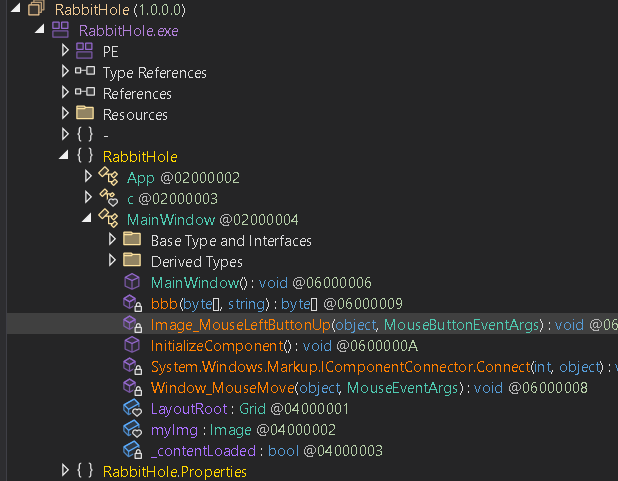 RabbitHole (1.0.0.0)
RabbitHole.exe
PE
Type References
References
Resources
{ } -
{ } RabbitHole
App @02000002
c @02000003
MainWindow @02000004
Base Type and Interfaces
Derived Types
MainWindow() : void @06000006
bbb(byte[], string) : byte[] @06000009
Image_MouseLeftButtonUp(object, MouseButtonEventArgs) : void @06
InitializeComponent() : void @0600000A
System.Windows.Markup.IComponentConnector.Connect(int, object) : v
Window_MouseMove(object, MouseEventArgs) : void @06000008
LayoutRoot : Grid @04000001
myImg : Image @04000002
_contentLoaded : bool @04000003
{ } RabbitHole.Properties